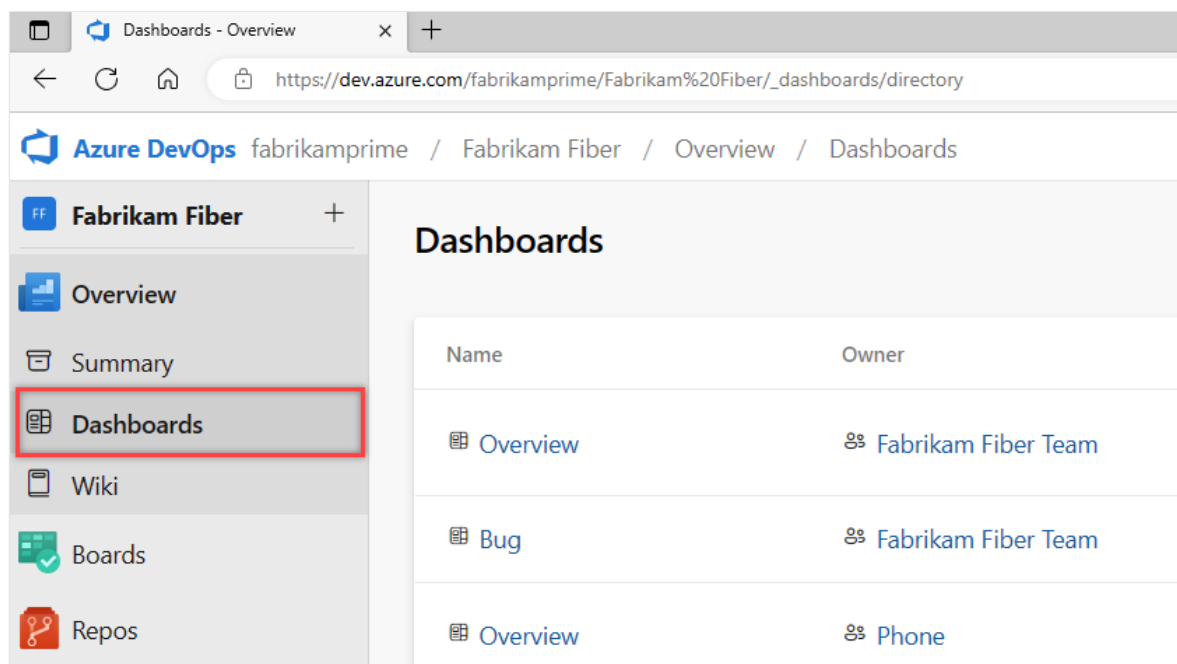 Dashboards - Overview
https://dev.azure.com/fabrikamprime/Fabrikam%20Fiber/_dashboards/directory
Azure DevOps fabrikamprime / Fabrikam Fiber / Overview / Dashboards
FF Fabrikam Fiber
Overview
Summary
Dashboards
Wiki
Boards
Repos
Dashboards
Name Owner
Overview Fabrikam Fiber Team
Bug Fabrikam Fiber Team
Overview Phone